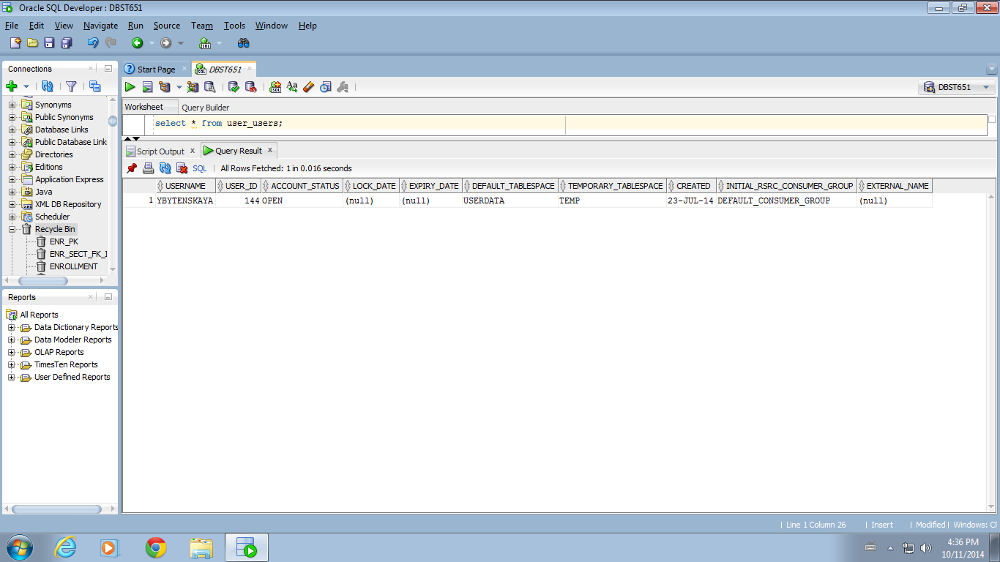 Oracle SQL Developer : DBST651
File Edit View Navigate Run Source Team Tools Window Help
Connections
Synonyms
Public Synonyms
Database Links
Public Database Link
Directories
Editions
Application Express
Java
XML DB Repository
Scheduler
Recycle Bin
ENR_PK
ENR_SECT_FK_I
ENROLLMENT
Reports
All Reports
Data Dictionary Reports
Data Modeler Reports
OLAP Reports
TimesTen Reports
User Defined Reports
Start Page DBST651
DBST651
Worksheet Query Builder
select * from user_users;
Script Output x Query Result x
SQL | All Rows Fetched: 1 in 0.016 seconds
USERNAME USER_ID ACCOUNT_STATUS LOCK_DATE EXPIRY_DATE DEFAULT_TABLESPACE TEMPORARY_TABLESPACE CREATED INITIAL_RSRC_CONSUMER_GROUP EXTERNAL_NAME
1 YBYTENSKAYA 144 OPEN (null) (null) USERDATA TEMP 23-JUL-14 DEFAULT_CONSUMER_GROUP (null)
| Line 1 Column 26 | Insert | Modified | Windows: CF
4:36 PM
10/11/2014